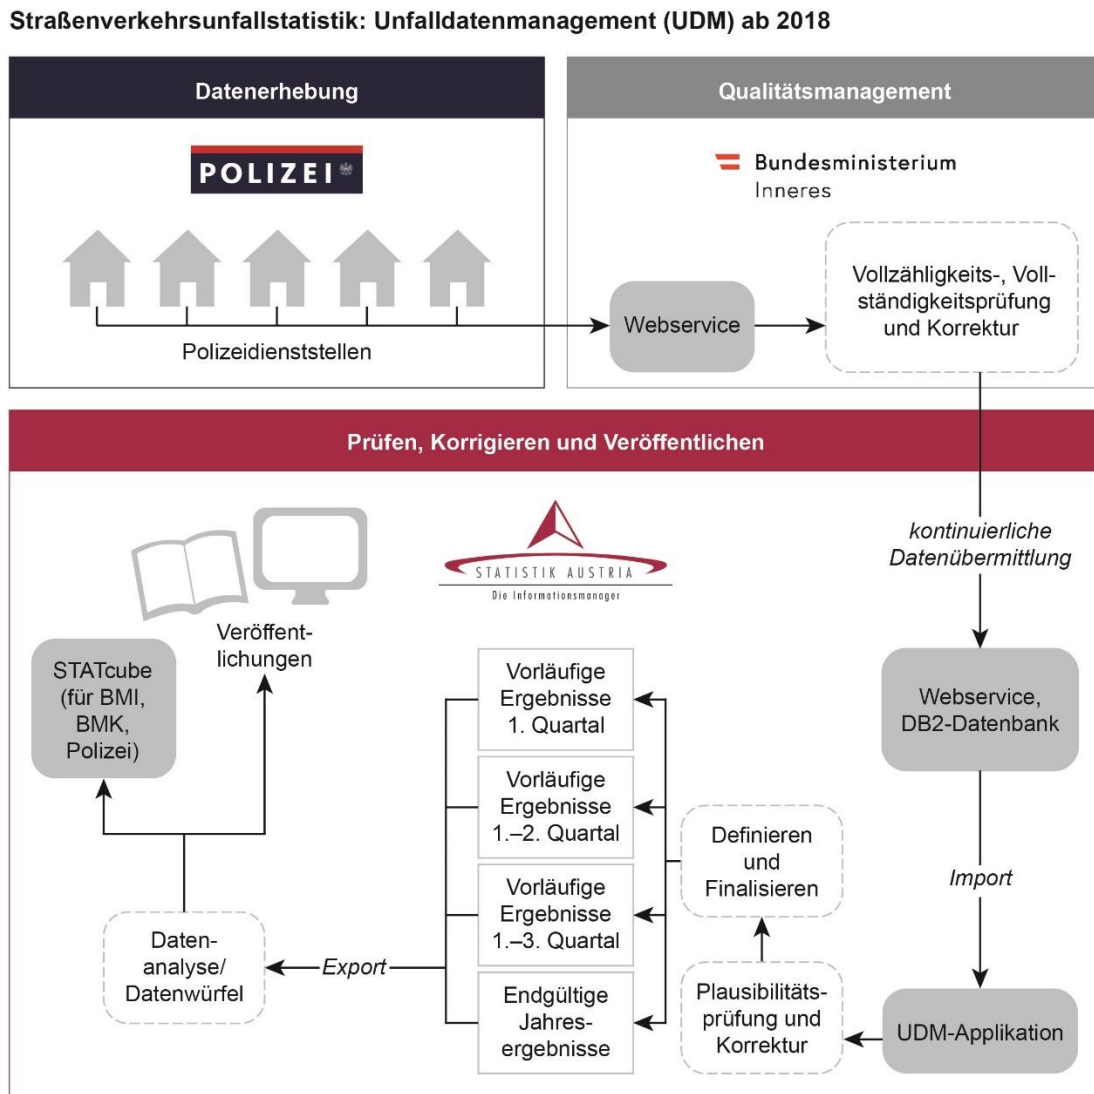 Straßenverkehrsunfallstatistik: Unfalldatenmanagement (UDM) ab 2018
Datenerhebung
POLIZEI
Polizeidienststellen
Qualitätsmanagement
Bundesministerium
Inneres
Webservice
Vollzähligkeits-, Voll-
ständigkeitsprüfung
und Korrektur
Prüfen, Korrigieren und Veröffentlichen
kontinuierliche
Datenübermittlung
Webservice,
DB2-Datenbank
Import
UDM-Applikation
Plausibilitäts-
prüfung und
Korrektur
Definieren
und
Finalisieren
STATISTIK AUSTRIA
Die Informationsmanager
Vorläufige
Ergebnisse
1. Quartal
Vorläufige
Ergebnisse
1.–2. Quartal
Vorläufige
Ergebnisse
1.–3. Quartal
Endgültige
Jahres-
ergebnisse
Export
Daten-
analyse/
Datenwürfel
STATcube
(für BMI,
BMK,
Polizei)
Veröffent-
lichungen